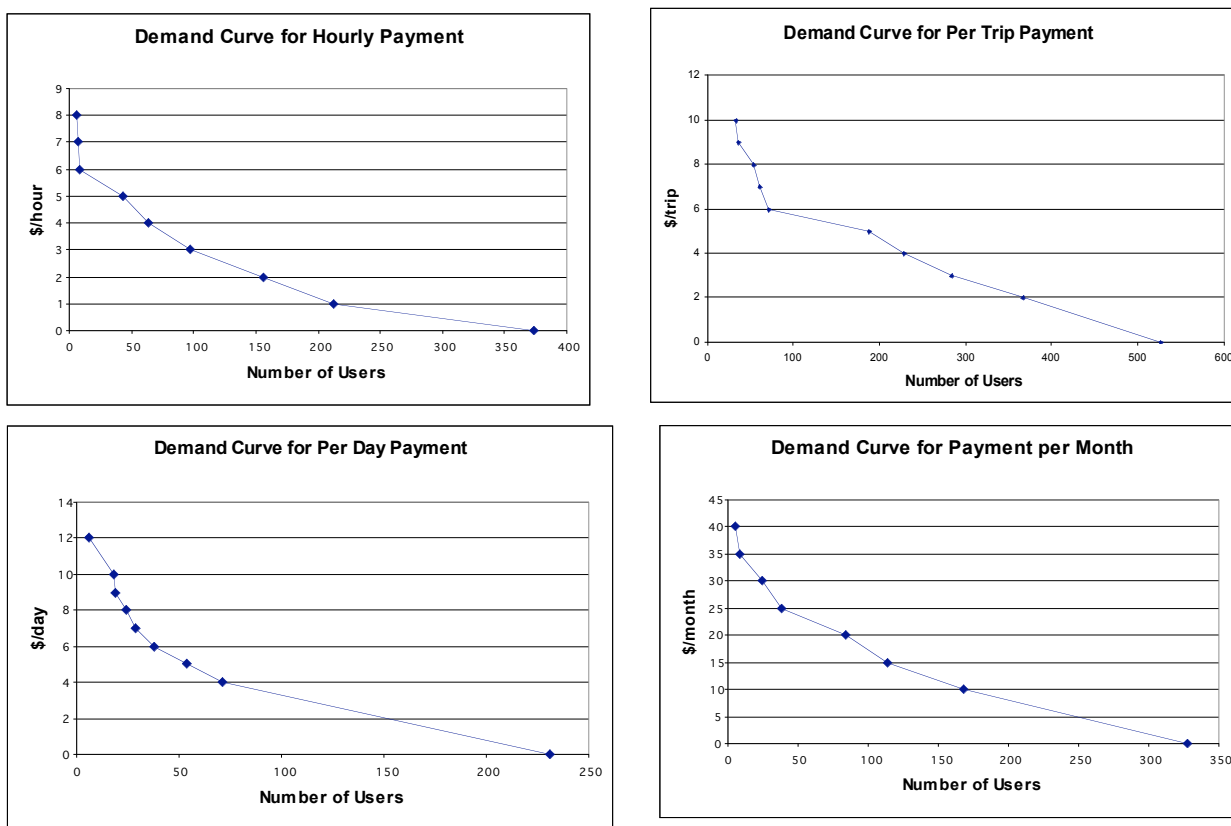 Demand Curve for Hourly Payment
$/hour
9
8
7
6
5
4
3
2
1
0
0 50 100 150 200 250 300 350 400
Number of Users
Demand Curve for Per Trip Payment
$/trip
12
10
8
6
4
2
0
0 100 200 300 400 500 600
Number of Users
Demand Curve for Per Day Payment
$/day
14
12
10
8
6
4
2
0
0 50 100 150 200 250
Number of Users
Demand Curve for Payment per Month
$/month
45
40
35
30
25
20
15
10
5
0
0 50 100 150 200 250 300 350
Number of Users